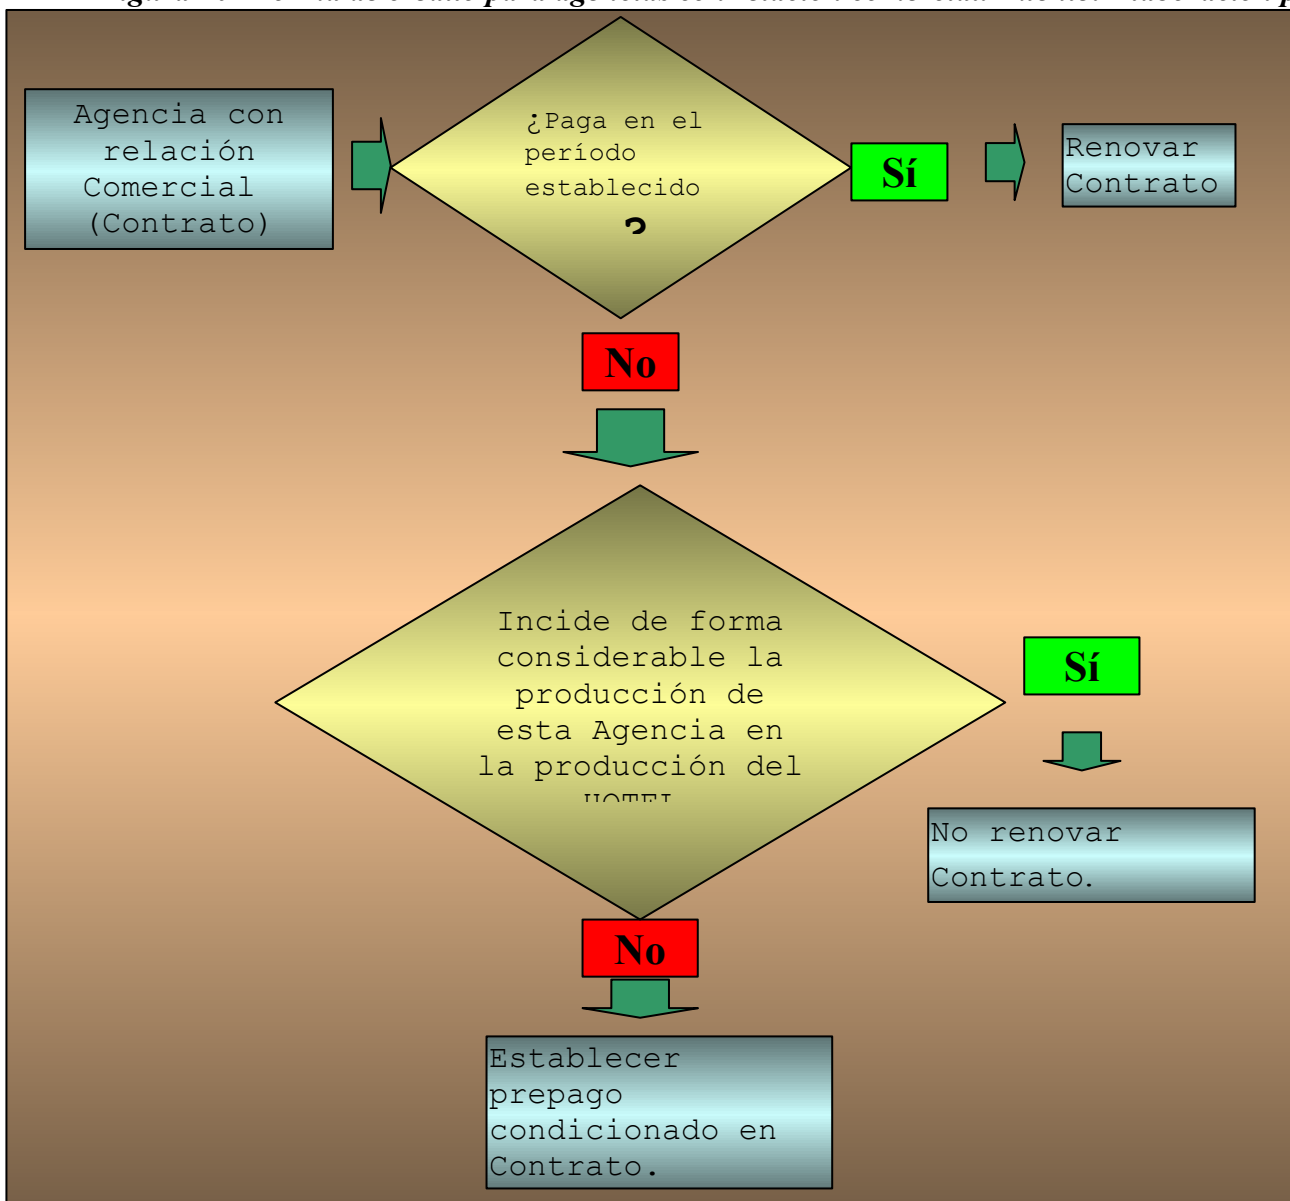 Agencia con
relación
Comercial
(Contrato)
¿Paga en el
período
establecido
?
Sí
Renovar
Contrato
No
Incide de forma
considerable la
producción de
esta Agencia en
la producción del
HOTEL
Sí
No renovar
Contrato.
No
Establecer
prepago
condicionado en
Contrato.